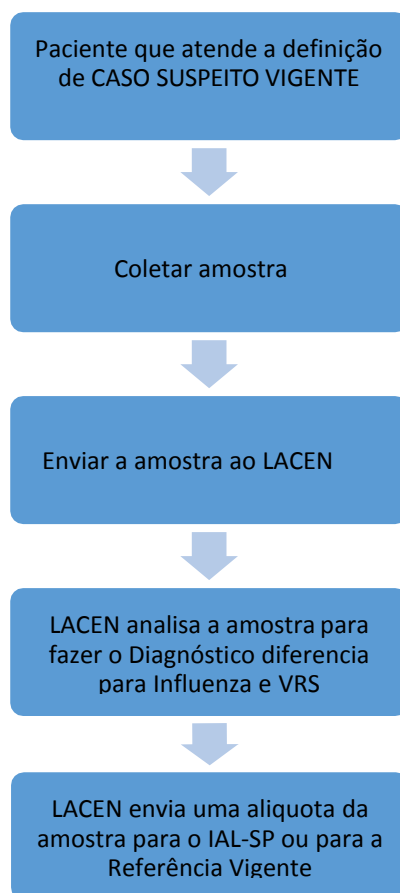 Paciente que atende a definição
de CASO SUSPEITO VIGENTE
Coletar amostra
Enviar a amostra ao LACEN
LACEN analisa a amostra para
fazer o Diagnóstico diferencia
para Influenza e VRS
LACEN envia uma aliquota da
amostra para o IAL-SP ou para a
Referência Vigente